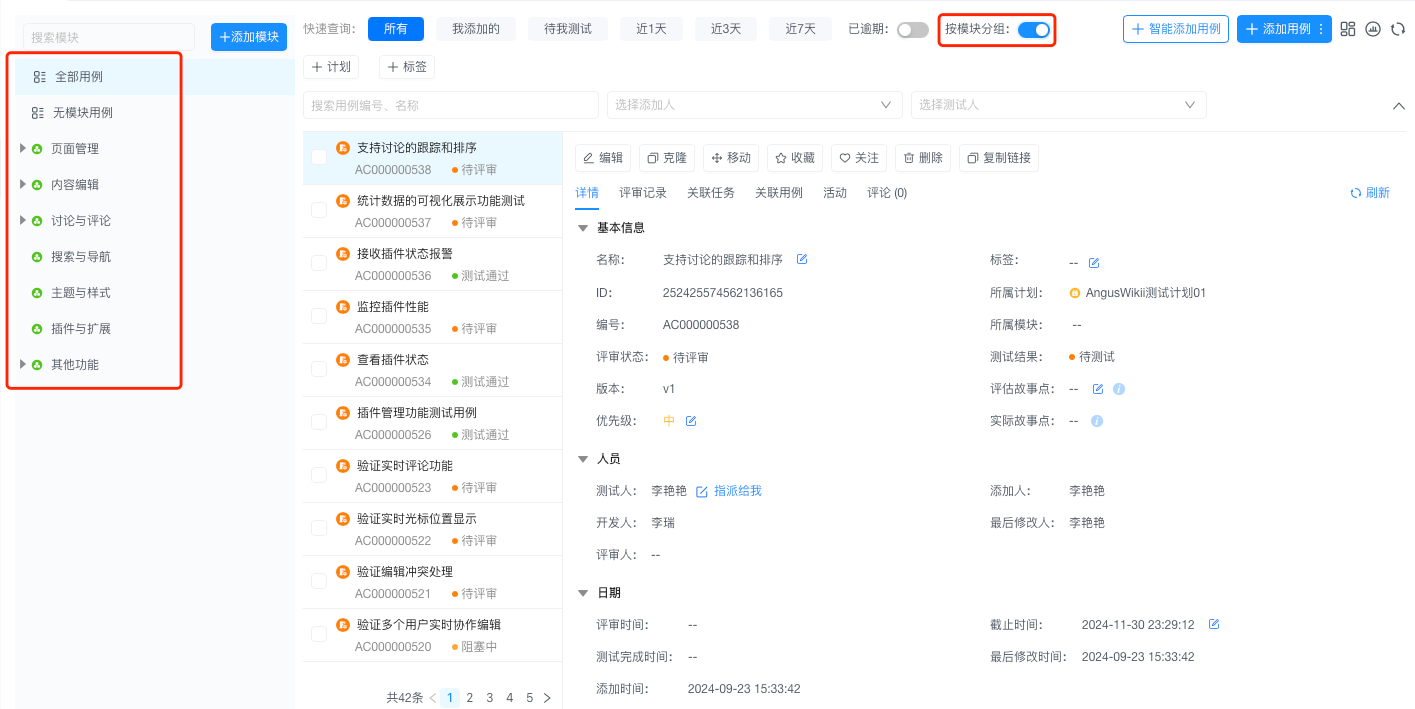 搜索模块
添加模块
全部用例
无模块用例
页面管理
内容编辑
讨论与评论
搜索与导航
主题与样式
插件与扩展
其他功能
快速查询： 所有 我添加的 待我测试 近1天 近3天 近7天 已逾期： 按模块分组： 智能添加用例 添加用例
计划 标签
搜索用例编号、名称 选择添加人 选择测试人
支持讨论的跟踪和排序
AC000000538 待评审
统计数据的可视化展示功能测试
AC000000537 待评审
接收插件状态报警
AC000000536 测试通过
监控插件性能
AC000000535 待评审
查看插件状态
AC000000534 测试通过
插件管理功能测试用例
AC000000526 测试通过
验证实时评论功能
AC000000523 待评审
验证实时光标位置显示
AC000000522 待评审
验证编辑冲突处理
AC000000521 待评审
验证多个用户实时协作编辑
AC000000520 阻塞中
共42条 < 1 2 3 4 5 >
编辑 克隆 移动 收藏 关注 删除 复制链接
详情 评审记录 关联任务 关联用例 活动 评论 (0) 刷新
基本信息
名称： 支持讨论的跟踪和排序 标签： --
ID： 252425574562136165 所属计划： AngusWikii测试计划01
编号： AC000000538 所属模块： --
评审状态： 待评审 测试结果： 待测试
版本： v1 评估故事点： --
优先级： 中 实际故事点： --
人员
测试人： 李艳艳 指派给我 添加人： 李艳艳
开发人： 李瑞 最后修改人： 李艳艳
评审人： --
日期
评审时间： -- 截止时间： 2024-11-30 23:29:12
测试完成时间： -- 最后修改时间： 2024-09-23 15:33:42
添加时间： 2024-09-23 15:33:42